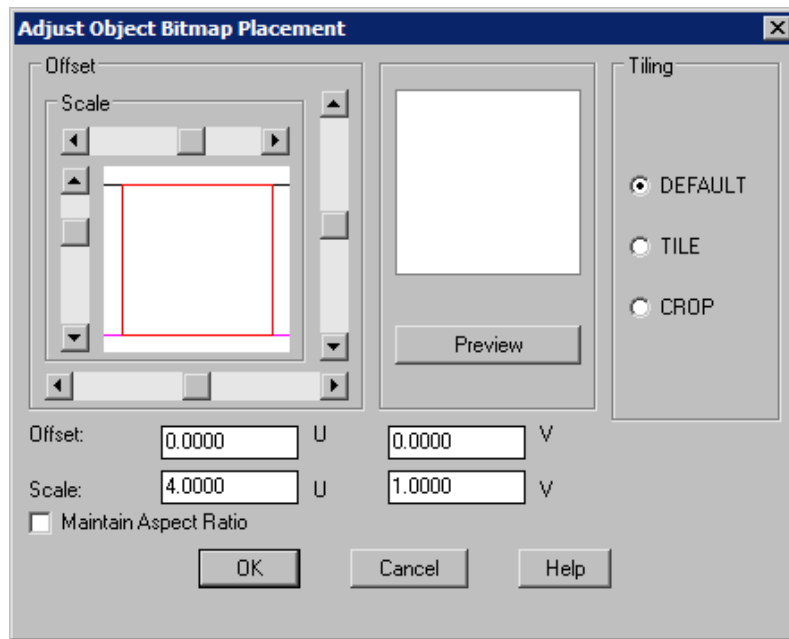 Adjust Object Bitmap Placement
Offset
Scale
Preview
Tiling
DEFAULT
TILE
CROP
Offset: 0.0000 U 0.0000 V
Scale: 4.0000 U 1.0000 V
Maintain Aspect Ratio
OK Cancel Help